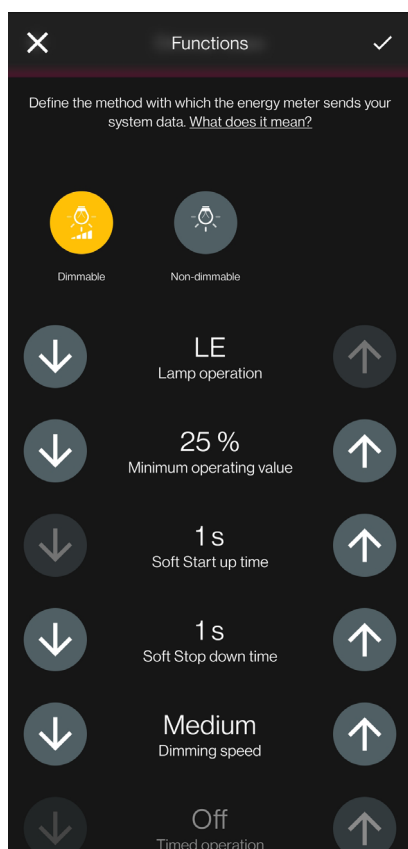 Functions
Define the method with which the energy meter sends your
system data. What does it mean?
Dimmable
Non-dimmable
LE
Lamp operation
25 %
Minimum operating value
1 s
Soft Start up time
1 s
Soft Stop down time
Medium
Dimming speed
Off
Timed operation